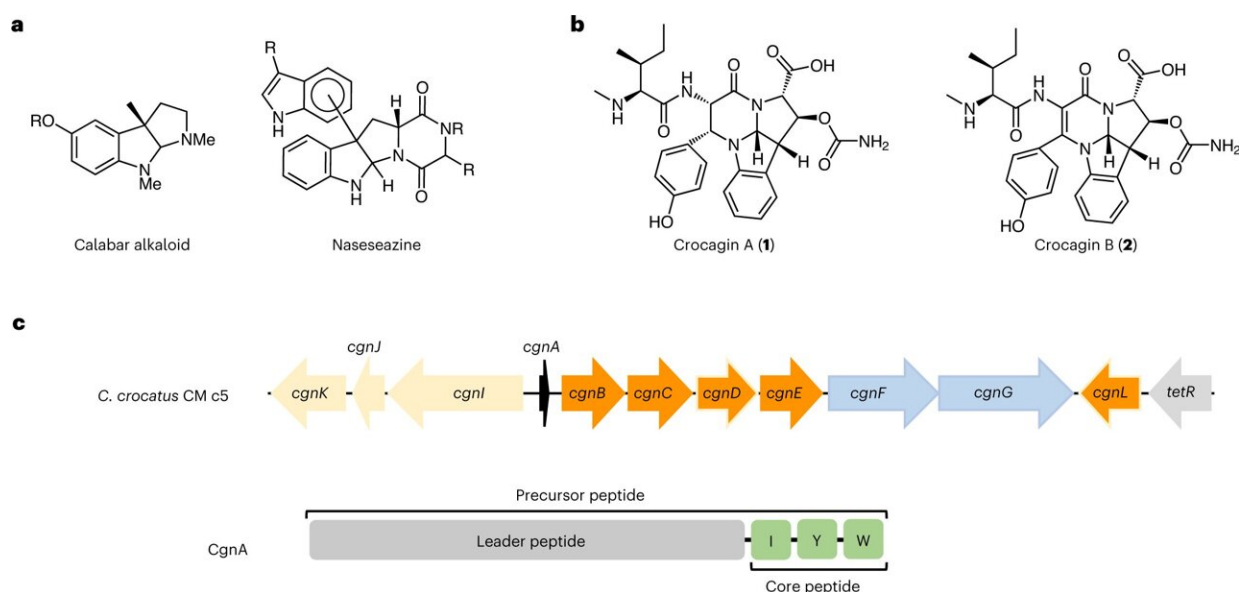 a
RO
NMe
N
Me
Calabar alkaloid
R
N
H
H
O
NR
N
R
NH
H
O
Naseseazine
b
O
O
OH
H
N
N
H
O
N
O
N
H
H
O
NH₂
HO
Crocagin A (1)
O
O
OH
H
N
N
H
O
N
O
N
H
H
O
NH₂
HO
Crocagin B (2)
c
C. crocatus CM c5
cgnK
cgnJ
cgnI
cgnA
cgnB
cgnC
cgnD
cgnE
cgnF
cgnG
cgnL
tetR
Precursor peptide
CgnA
Leader peptide
I
Y
W
Core peptide